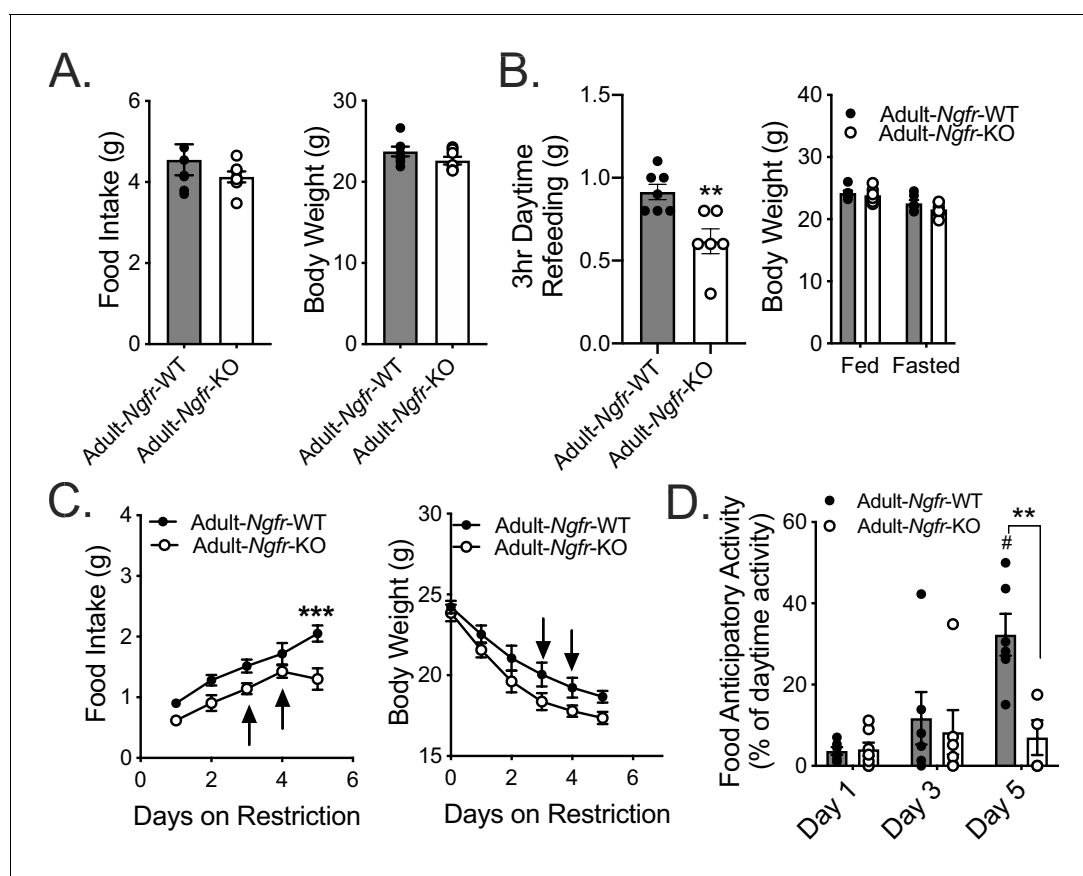 A.
Food Intake (g)
6
4
2
0
Adult-Ngfr-WT
Adult-Ngfr-KO
Body Weight (g)
30
20
10
0
Adult-Ngfr-WT
Adult-Ngfr-KO
B.
3hr Daytime
Refeeding (g)
1.5
1.0
0.5
0.0
**
Adult-Ngfr-WT
Adult-Ngfr-KO
Adult-Ngfr-WT
Adult-Ngfr-KO
Body Weight (g)
40
30
20
10
0
Fed Fasted
C.
Adult-Ngfr-WT
Adult-Ngfr-KO
Food Intake (g)
4
3
2
1
0
***
0 2 4 6
Days on Restriction
Adult-Ngfr-WT
Adult-Ngfr-KO
Body Weight (g)
30
25
20
15
0 2 4 6
Days on Restriction
D.
Adult-Ngfr-WT
Adult-Ngfr-KO
Food Anticipatory Activity
(% of daytime activity)
60
40
20
0
#
**
Day 1
Day 3
Day 5